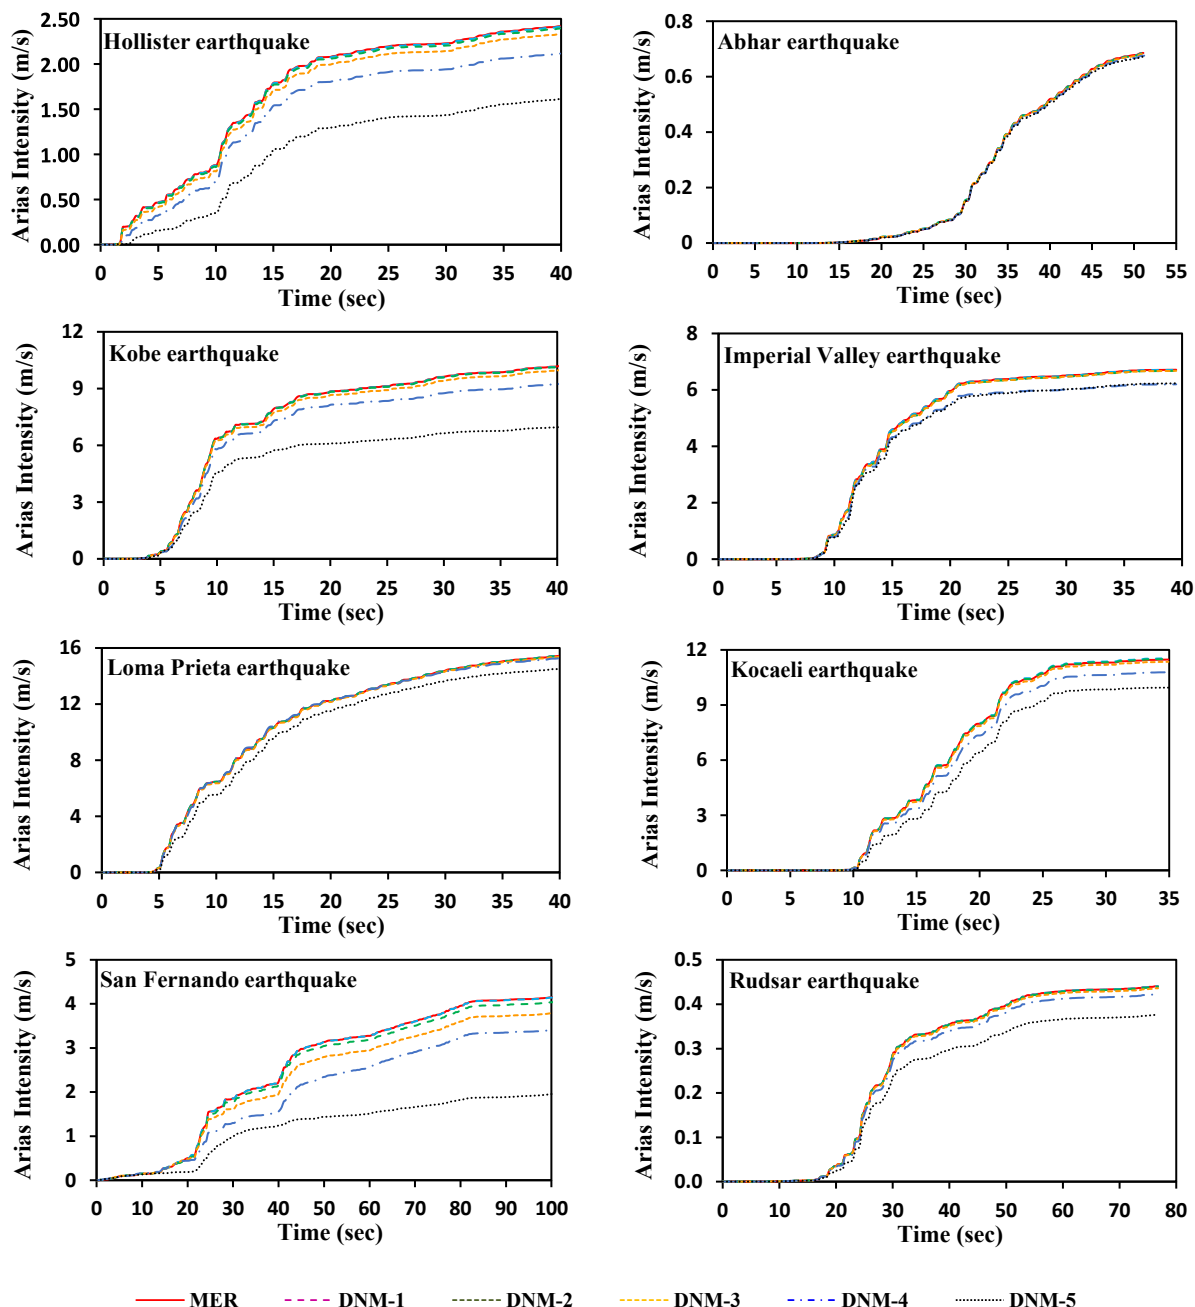 Hollister earthquake
Arias Intensity (m/s)
2.50
2.00
1.50
1.00
0.50
0.00
0 5 10 15 20 25 30 35 40
Time (sec)
Abhar earthquake
Arias Intensity (m/s)
0.8
0.6
0.4
0.2
0
0 5 10 15 20 25 30 35 40 45 50 55
Time (sec)
Kobe earthquake
Arias Intensity (m/s)
12
9
6
3
0
0 5 10 15 20 25 30 35 40
Time (sec)
Imperial Valley earthquake
Arias Intensity (m/s)
8
6
4
2
0
0 5 10 15 20 25 30 35 40
Time (sec)
Loma Prieta earthquake
Arias Intensity (m/s)
16
12
8
4
0
0 5 10 15 20 25 30 35 40
Time (sec)
Kocaeli earthquake
Arias Intensity (m/s)
12
9
6
3
0
0 5 10 15 20 25 30 35
Time (sec)
San Fernando earthquake
Arias Intensity (m/s)
5
4
3
2
1
0
0 10 20 30 40 50 60 70 80 90 100
Time (sec)
Rudsar earthquake
Arias Intensity (m/s)
0.5
0.4
0.3
0.2
0.1
0.0
0 10 20 30 40 50 60 70 80
Time (sec)
MER DNM-1 DNM-2 DNM-3 DNM-4 DNM-5